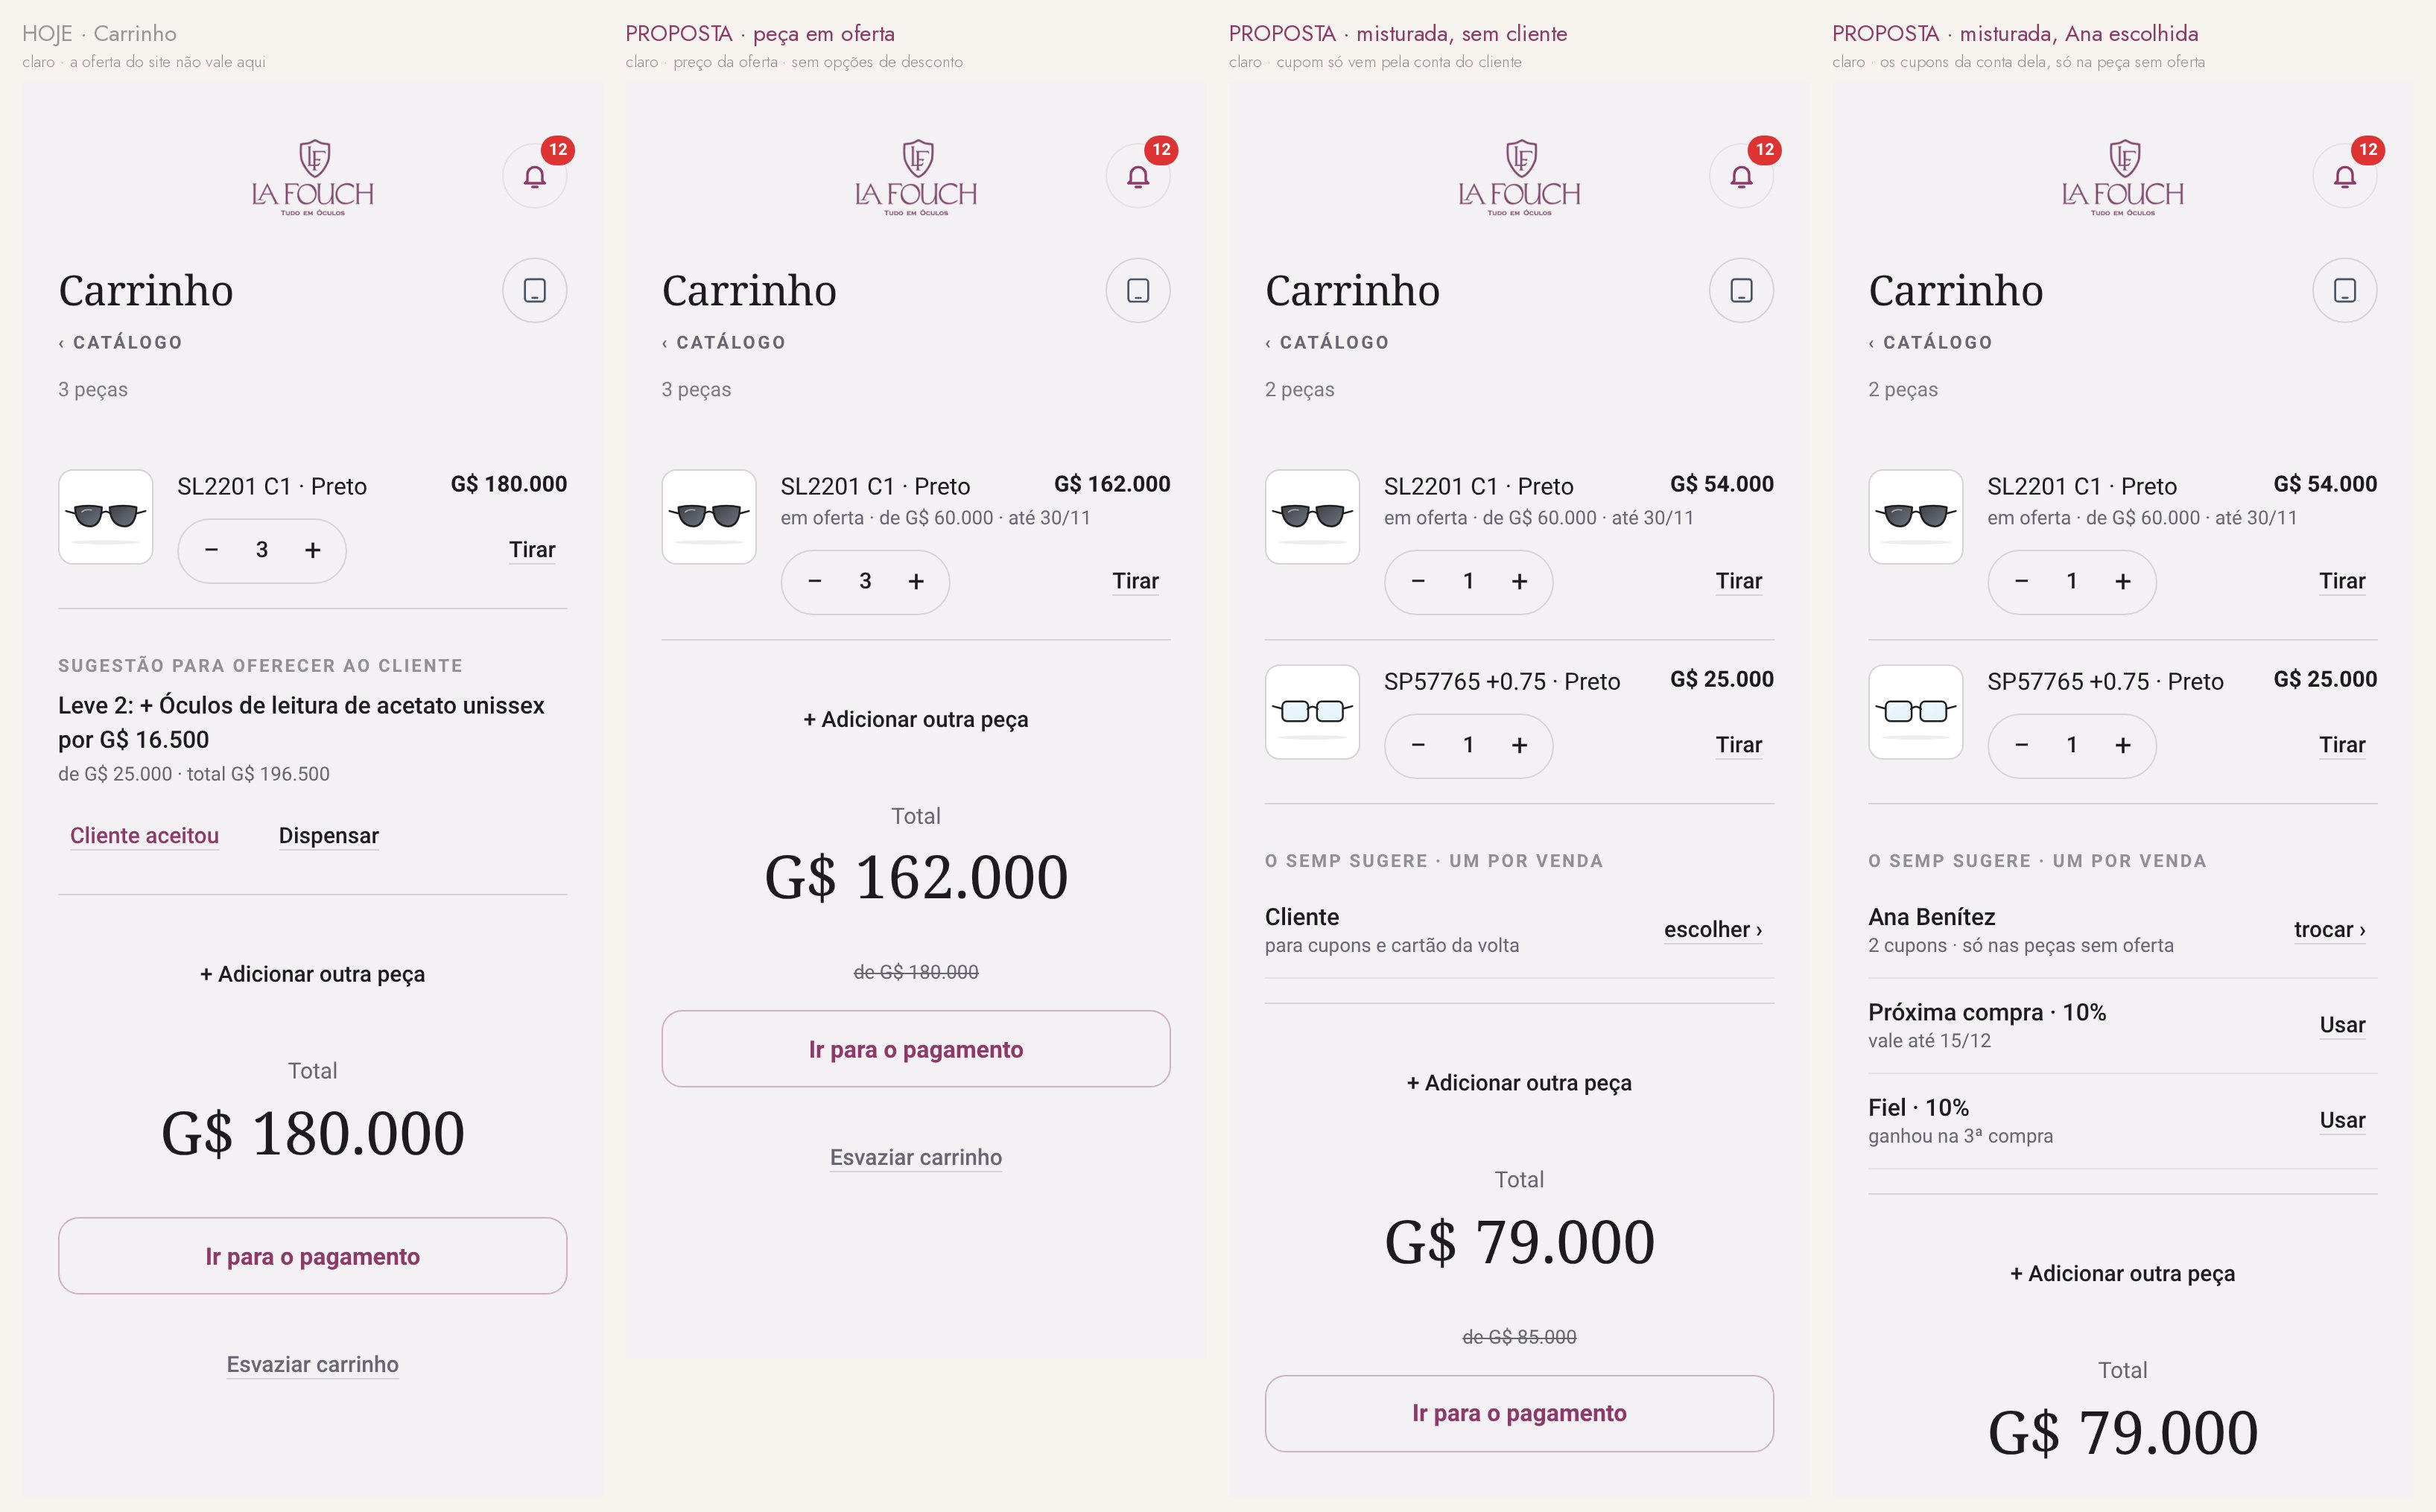 HOJE · Carrinho
claro · a oferta do site não vale aqui
LF
LA FOUCH
TUDO EM ÓCULOS
12
Carrinho
‹ CATÁLOGO
3 peças
SL2201 C1 · Preto
G$ 180.000
− 3 +
Tirar
SUGESTÃO PARA OFERECER AO CLIENTE
Leve 2: + Óculos de leitura de acetato unissex
por G$ 16.500
de G$ 25.000 · total G$ 196.500
Cliente aceitou
Dispensar
+ Adicionar outra peça
Total
G$ 180.000
Ir para o pagamento
Esvaziar carrinho
PROPOSTA · peça em oferta
claro · preço da oferta · sem opções de desconto
LF
LA FOUCH
TUDO EM ÓCULOS
12
Carrinho
‹ CATÁLOGO
3 peças
SL2201 C1 · Preto
G$ 162.000
em oferta · de G$ 60.000 · até 30/11
− 3 +
Tirar
+ Adicionar outra peça
Total
G$ 162.000
de G$ 180.000
Ir para o pagamento
Esvaziar carrinho
PROPOSTA · misturada, sem cliente
claro · cupom só vem pela conta do cliente
LF
LA FOUCH
TUDO EM ÓCULOS
12
Carrinho
‹ CATÁLOGO
2 peças
SL2201 C1 · Preto
G$ 54.000
em oferta · de G$ 60.000 · até 30/11
− 1 +
Tirar
SP57765 +0.75 · Preto
G$ 25.000
− 1 +
Tirar
O SEMP SUGERE · UM POR VENDA
Cliente
para cupons e cartão da volta
escolher ›
+ Adicionar outra peça
Total
G$ 79.000
de G$ 85.000
Ir para o pagamento
PROPOSTA · misturada, Ana escolhida
claro · os cupons da conta dela, só na peça sem oferta
LF
LA FOUCH
TUDO EM ÓCULOS
12
Carrinho
‹ CATÁLOGO
2 peças
SL2201 C1 · Preto
G$ 54.000
em oferta · de G$ 60.000 · até 30/11
− 1 +
Tirar
SP57765 +0.75 · Preto
G$ 25.000
− 1 +
Tirar
O SEMP SUGERE · UM POR VENDA
Ana Benítez
2 cupons · só nas peças sem oferta
trocar ›
Próxima compra · 10%
vale até 15/12
Usar
Fiel · 10%
ganhou na 3ª compra
Usar
+ Adicionar outra peça
Total
G$ 79.000